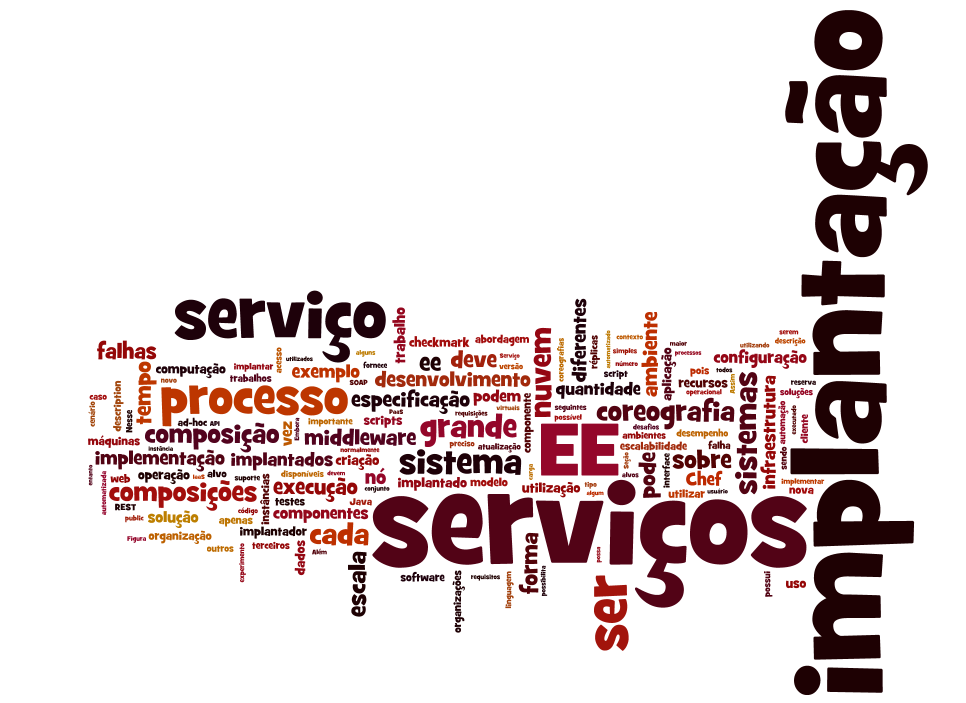 implantação
serviços
serviço
EE
processo
ser
grande
sistema
composição
composições
coreografia
middleware
implementação
implantados
especificação
desenvolvimento
execução
componentes
cada
falhas
tempo
computação
implantar
trabalhos
exemplo
SOAP
fornece
alguns
acesso
utilizados
novo
trabalho
checkmark
abordagem
ee
deve
Serviço
versão
podem
nuvem
diferentes
coreografias
réplicas
automatizado
contexto
simples
número
script
quantidade
ambiente
aplicação
maior
processos
pois
todos
recursos
operacional
Assim
utilizando
serem
descrição
configuração
reserva
soluções
sistemas
infraestrutura
automação
executado
cliente
sendo
implementar
nova
caso
cenário
description
Nesse
ad-hoc
API
vez
Embora
importante
scripts
PaaS
requisições
virtuais
componente
seguintes
possível
desafios
ambientes
desempenho
escalabilidade
falha
máquinas
instância
normalmente
preciso
atualização
entanto
automatizada
web
operação
IaaS
alvo
suporte
instâncias
disponíveis
devem
criação
nó
conjunto
implantado
modelo
carga
utilização
tipo
algum
alvos
Seção
pode
interface
sobre
Chef
utilizar
usuário
REST
public
solução
código
apenas
testes
Java
Figura
organização
outros
implantador
terceiros
experimento
dados
Além
escala
software
organizações
requisitos
linguagem
forma
possibilita
possa
possui
uso